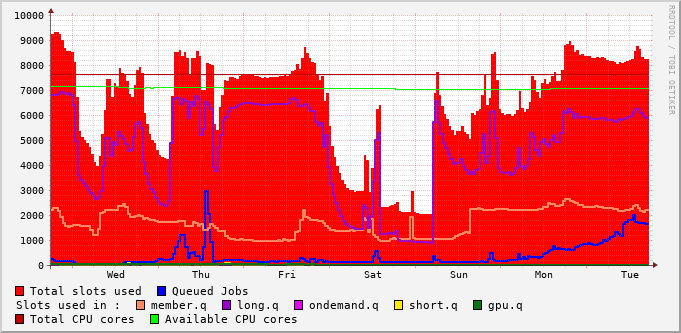 10000
9000
8000
7000
6000
5000
4000
3000
2000
1000
0
Wed Thu Fri Sat Sun Mon Tue
Total slots used Queued Jobs
Slots used in : member.q long.q ondemand.q short.q gpu.q
Total CPU cores Available CPU cores
RRDTOOL / TOBI OETIKER